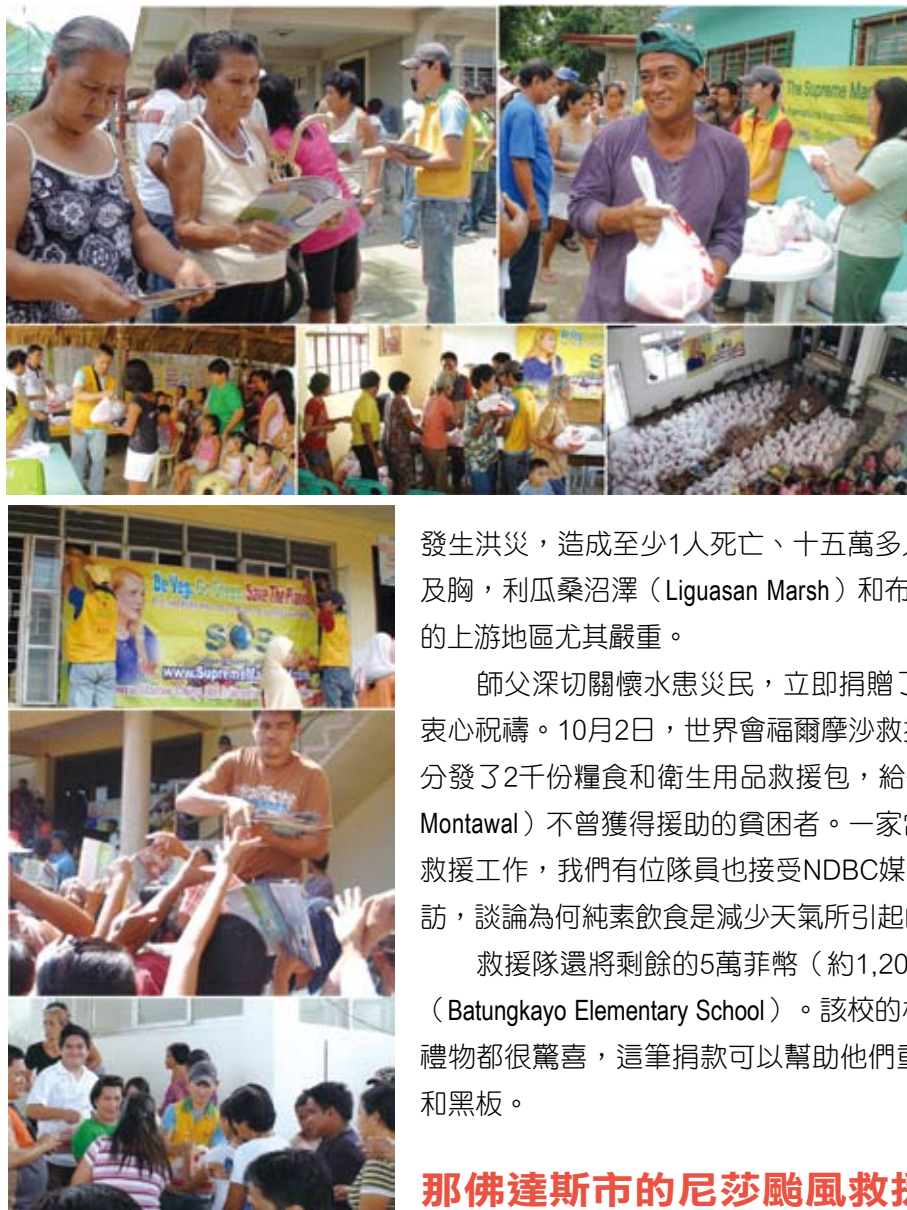 The Supreme Mas
Be Veg, Go Green, Save The Planet
SOS
發生洪災，造成至少1人死亡、十五萬多
及胸，利瓜桑沼澤（Liguasan Marsh）和布
的上游地區尤其嚴重。
師父深切關懷水患災民，立即捐贈了
衷心祝禱。10月2日，世界會福爾摩沙救援
分發了2千份糧食和衛生用品救援包，給
Montawal）不曾獲得援助的貧困者。一家
救援工作，我們有位隊員也接受NDBC媒
訪，談論為何純素飲食是減少天氣所引起
救援隊還將剩餘的5萬菲幣（約1,20
（Batungkayo Elementary School）。該校的
禮物都很驚喜，這筆捐款可以幫助他們重
和黑板。
那佛達斯市的尼莎颱風救援